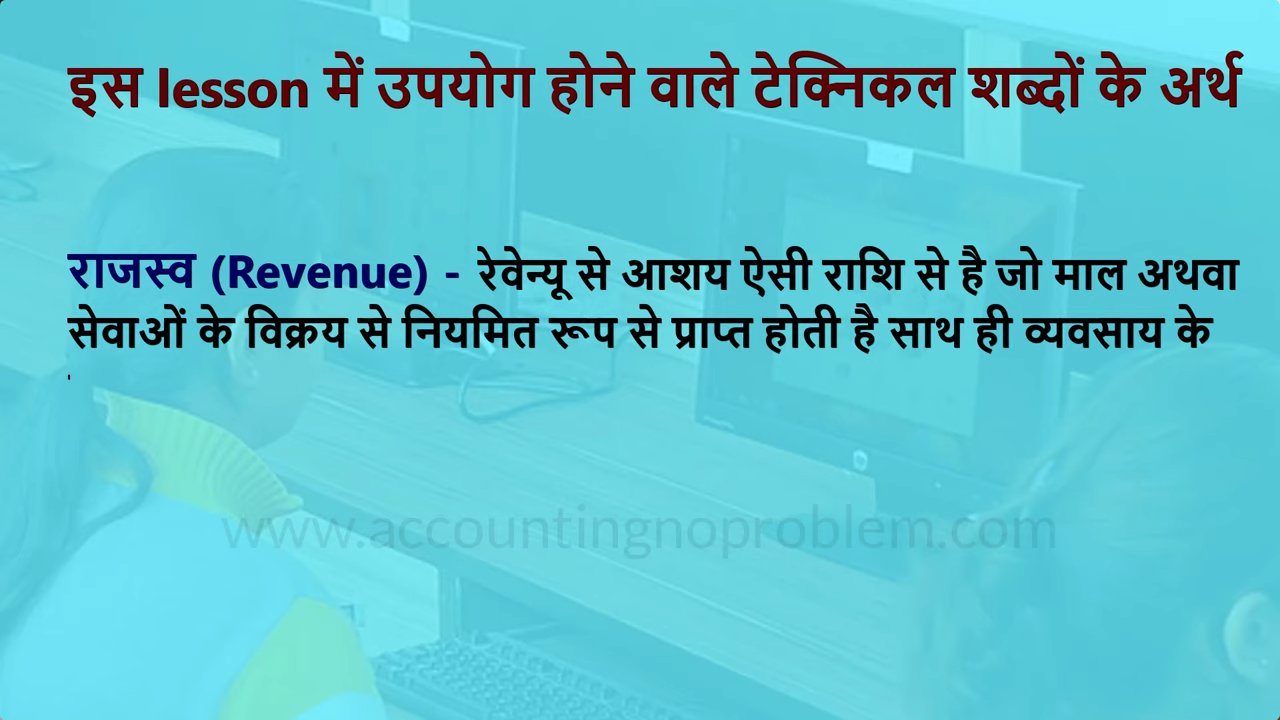 इस lesson में उपयोग होने वाले टेक्निकल शब्दों के अर्थ
राजस्व (Revenue) - रेवेन्यू से आशय ऐसी राशि से है जो माल अथवा
सेवाओं के विक्रय से नियमित रूप से प्राप्त होती है साथ ही व्यवसाय के
www.accountingnoproblem.com